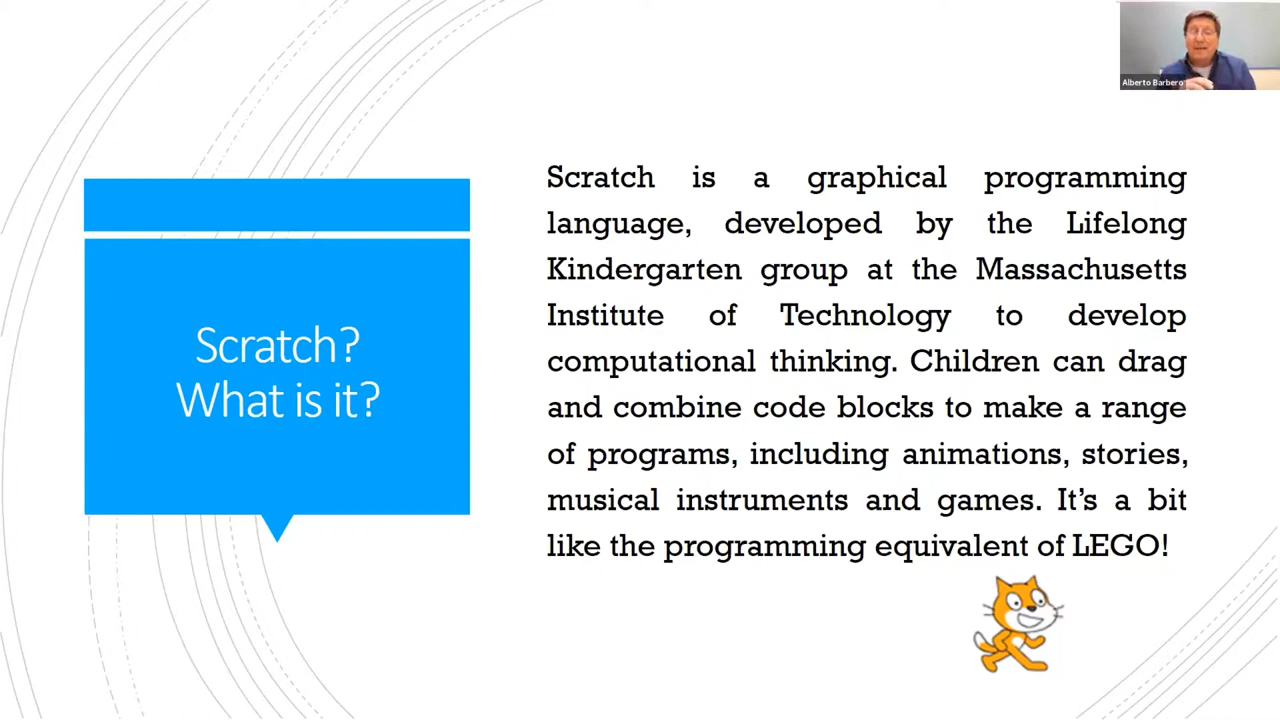 Alberto Barbero
Scratch?
What is it?
Scratch is a graphical programming
language, developed by the Lifelong
Kindergarten group at the Massachusetts
Institute of Technology to develop
computational thinking. Children can drag
and combine code blocks to make a range
of programs, including animations, stories,
musical instruments and games. It’s a bit
like the programming equivalent of LEGO!